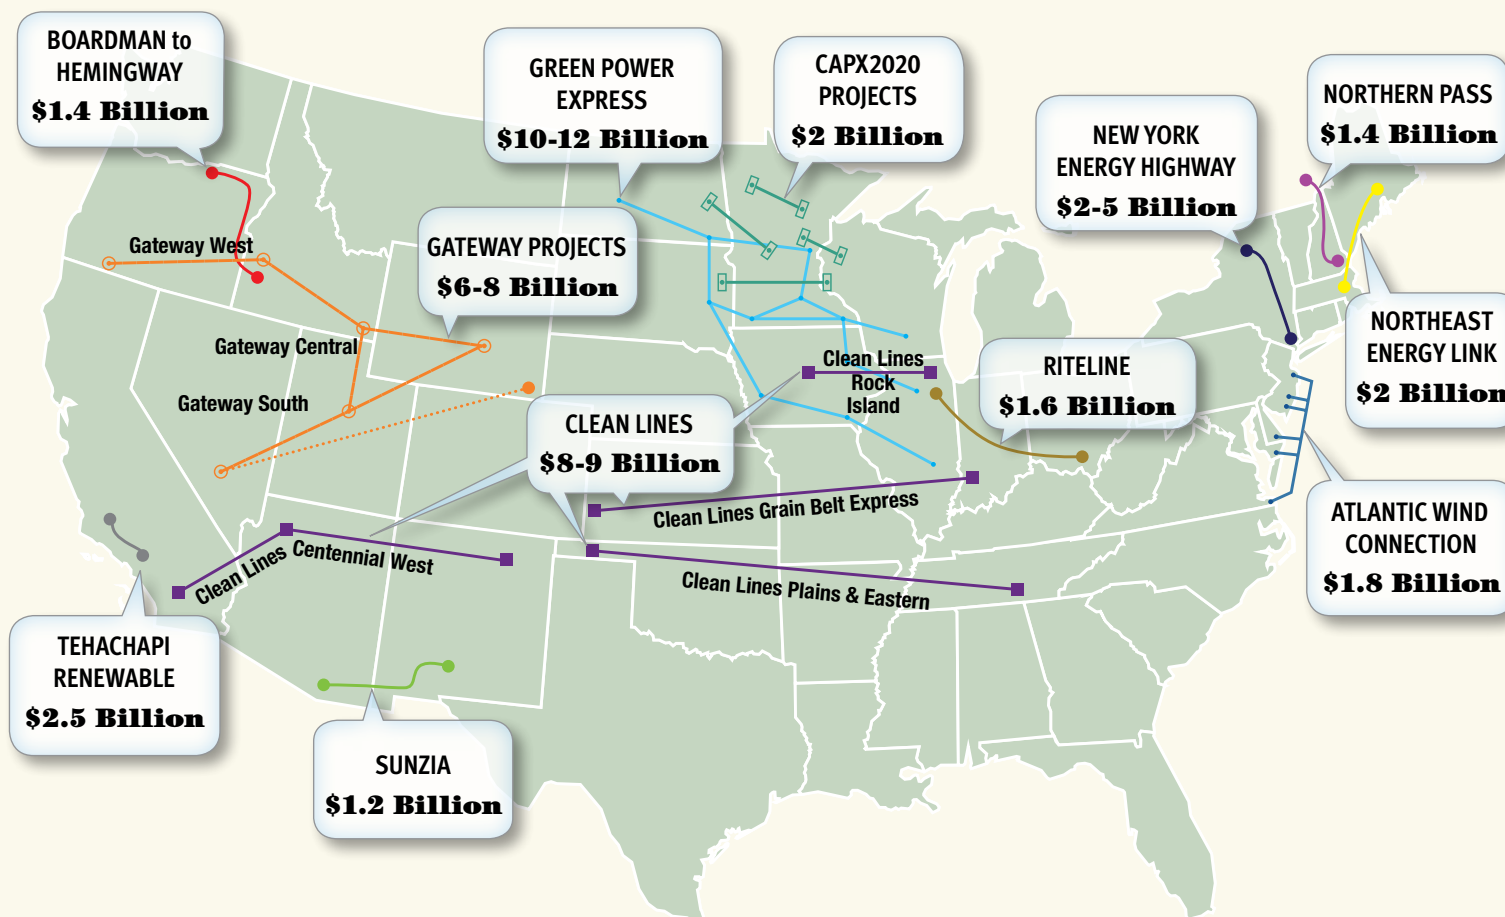 BOARDMAN to
HEMINGWAY
$1.4 Billion
GREEN POWER
EXPRESS
$10-12 Billion
CAPX2020
PROJECTS
$2 Billion
NEW YORK
ENERGY HIGHWAY
$2-5 Billion
NORTHERN PASS
$1.4 Billion
Gateway West
GATEWAY PROJECTS
$6-8 Billion
Gateway Central
Gateway South
NORTHEAST
ENERGY LINK
$2 Billion
Clean Lines
Rock
Island
RITELINE
$1.6 Billion
CLEAN LINES
$8-9 Billion
Clean Lines Grain Belt Express
Clean Lines Centennial West
Clean Lines Plains & Eastern
ATLANTIC WIND
CONNECTION
$1.8 Billion
TEHACHAPI
RENEWABLE
$2.5 Billion
SUNZIA
$1.2 Billion